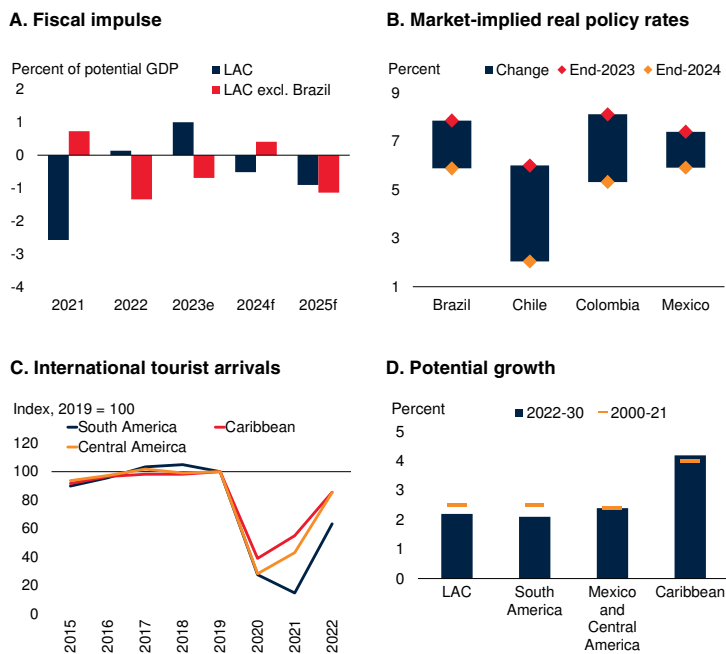 A. Fiscal impulse
Percent of potential GDP
LAC
LAC excl. Brazil
2
1
0
-1
-2
-3
-4
2021 2022 2023e 2024f 2025f
B. Market-implied real policy rates
Percent
Change End-2023 End-2024
9
7
5
3
1
Brazil Chile Colombia Mexico
C. International tourist arrivals
Index, 2019 = 100
South America Caribbean
Central Ameirca
120
100
80
60
40
20
0
2015 2016 2017 2018 2019 2020 2021 2022
D. Potential growth
Percent
2022-30 2000-21
5
4
3
2
1
0
LAC South Mexico Caribbean
America and
Central
America